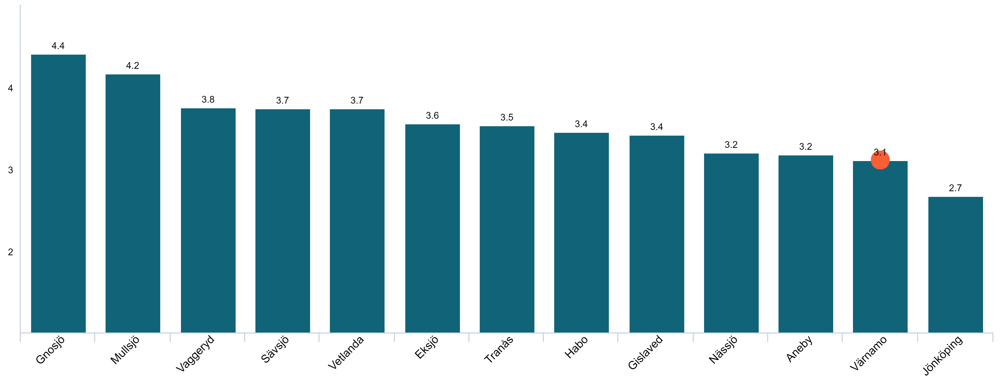 4.4
4.2
3.8
3.7
3.7
3.6
3.5
3.4
3.4
3.2
3.2
3.1
2.7
4
3
2
Gnosjö
Mullsjö
Vaggeryd
Sävsjö
Vetlanda
Eksjö
Tranås
Habo
Gislaved
Nässjö
Aneby
Värnamo
Jönköping